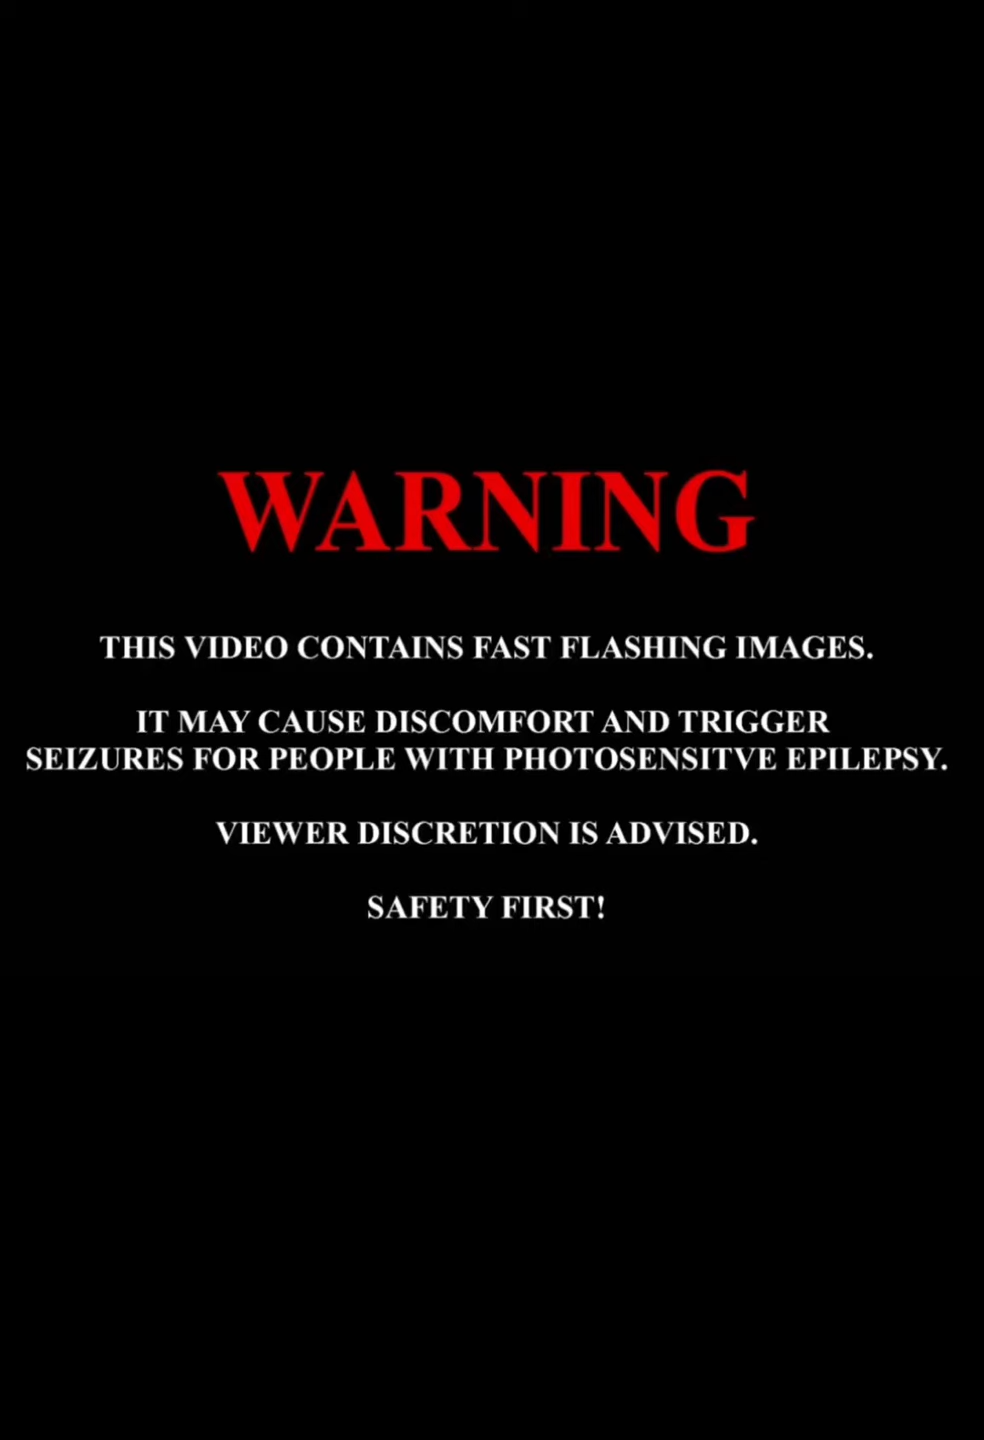 WARNING
THIS VIDEO CONTAINS FAST FLASHING IMAGES.
IT MAY CAUSE DISCOMFORT AND TRIGGER
SEIZURES FOR PEOPLE WITH PHOTOSENSITVE EPILEPSY.
VIEWER DISCRETION IS ADVISED.
SAFETY FIRST!